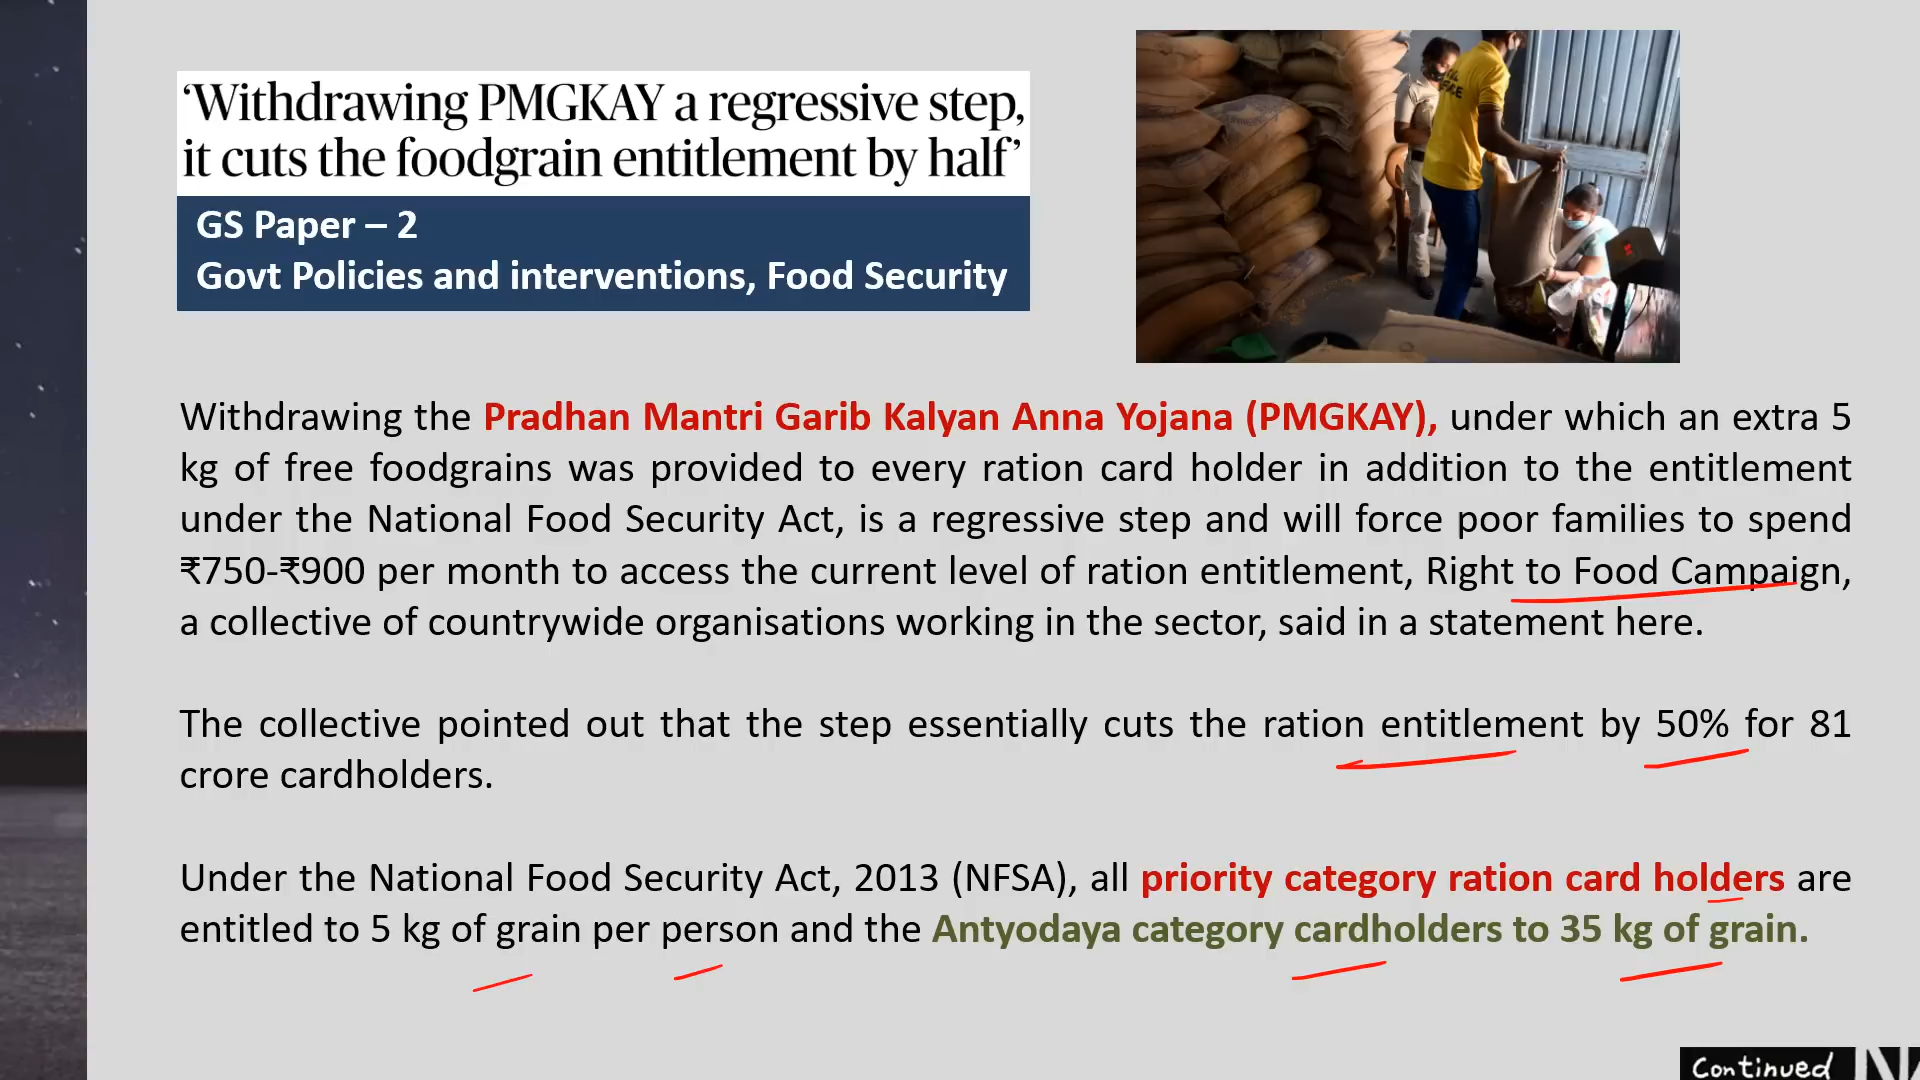 ‘Withdrawing PMGKAY a regressive step,
it cuts the foodgrain entitlement by half’
GS Paper – 2
Govt Policies and interventions, Food Security
Withdrawing the Pradhan Mantri Garib Kalyan Anna Yojana (PMGKAY), under which an extra 5
kg of free foodgrains was provided to every ration card holder in addition to the entitlement
under the National Food Security Act, is a regressive step and will force poor families to spend
₹750-₹900 per month to access the current level of ration entitlement, Right to Food Campaign,
a collective of countrywide organisations working in the sector, said in a statement here.
The collective pointed out that the step essentially cuts the ration entitlement by 50% for 81
crore cardholders.
Under the National Food Security Act, 2013 (NFSA), all priority category ration card holders are
entitled to 5 kg of grain per person and the Antyodaya category cardholders to 35 kg of grain.
Continued